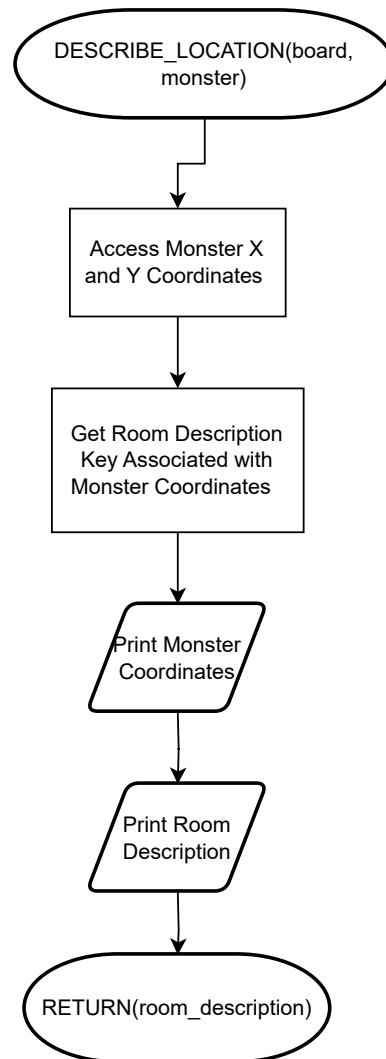 DESCRIBE_LOCATION(board,
monster)
Access Monster X
and Y Coordinates
Get Room Description
Key Associated with
Monster Coordinates
Print Monster
Coordinates
Print Room
Description
RETURN(room_description)